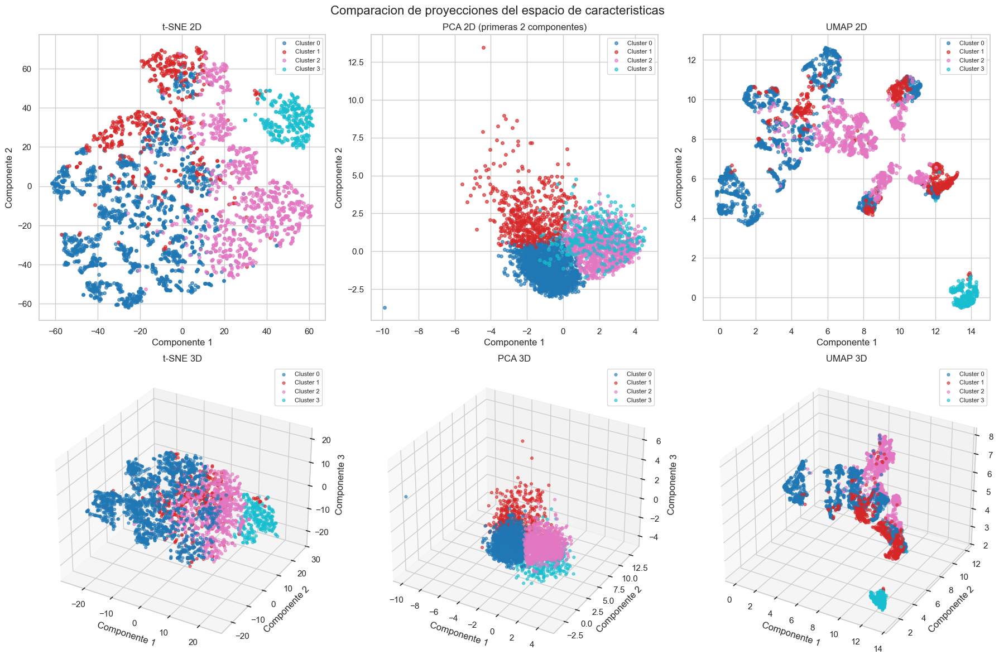 Comparacion de proyecciones del espacio de caracteristicas
t-SNE 2D
Cluster 0
Cluster 1
Cluster 2
Cluster 3
60
40
20
0
−20
−40
−60
Componente 2
−60 −40 −20 0 20 40 60
Componente 1
PCA 2D (primeras 2 componentes)
Cluster 0
Cluster 1
Cluster 2
Cluster 3
12.5
10.0
7.5
5.0
2.5
0.0
−2.5
Componente 2
−10 −8 −6 −4 −2 0 2 4
Componente 1
UMAP 2D
Cluster 0
Cluster 1
Cluster 2
Cluster 3
12
10
8
6
4
2
0
Componente 2
0 2 4 6 8 10 12 14
Componente 1
t-SNE 3D
Cluster 0
Cluster 1
Cluster 2
Cluster 3
20
10
0
−10
−20
Componente 3
30
20
10
0
−10
−20
Componente 2
−20 −10 0 10 20
Componente 1
PCA 3D
Cluster 0
Cluster 1
Cluster 2
Cluster 3
6
4
2
0
−2
−4
Componente 3
12.5
10.0
7.5
5.0
2.5
0.0
−2.5
Componente 2
−10 −8 −6 −4 −2 0 2 4
Componente 1
UMAP 3D
Cluster 0
Cluster 1
Cluster 2
Cluster 3
8
7
6
5
4
3
2
12
10
8
6
4
2
Componente 2
0 2 4 6 8 10 12 14
Componente 1